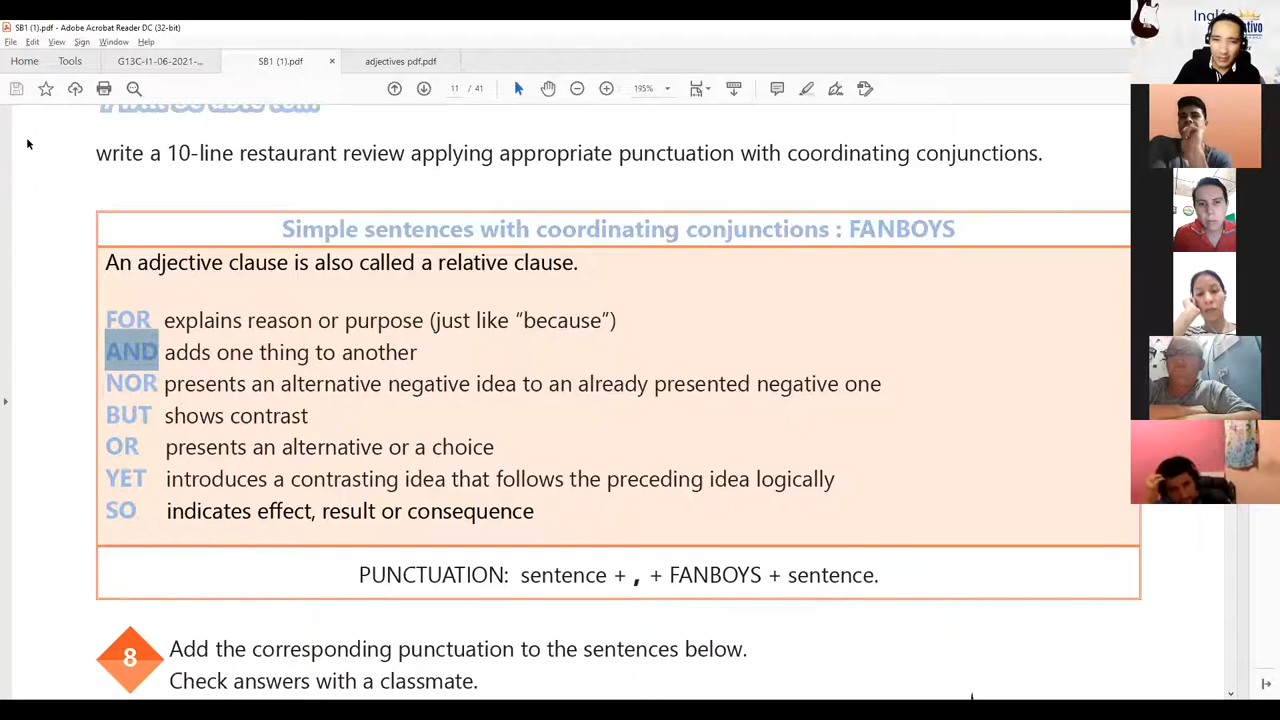 SB1 (1).pdf - Adobe Acrobat Reader DC (32-bit)
File Edit View Sign Window Help
Home Tools G13C-I1-06-2021-... SB1 (1).pdf × adjectives pdf.pdf
11 / 41 195%
write a 10-line restaurant review applying appropriate punctuation with coordinating conjunctions.
Simple sentences with coordinating conjunctions : FANBOYS
An adjective clause is also called a relative clause.
FOR explains reason or purpose (just like “because”)
AND adds one thing to another
NOR presents an alternative negative idea to an already presented negative one
BUT shows contrast
OR presents an alternative or a choice
YET introduces a contrasting idea that follows the preceding idea logically
SO indicates effect, result or consequence
PUNCTUATION: sentence + , + FANBOYS + sentence.
8 Add the corresponding punctuation to the sentences below.
Check answers with a classmate.